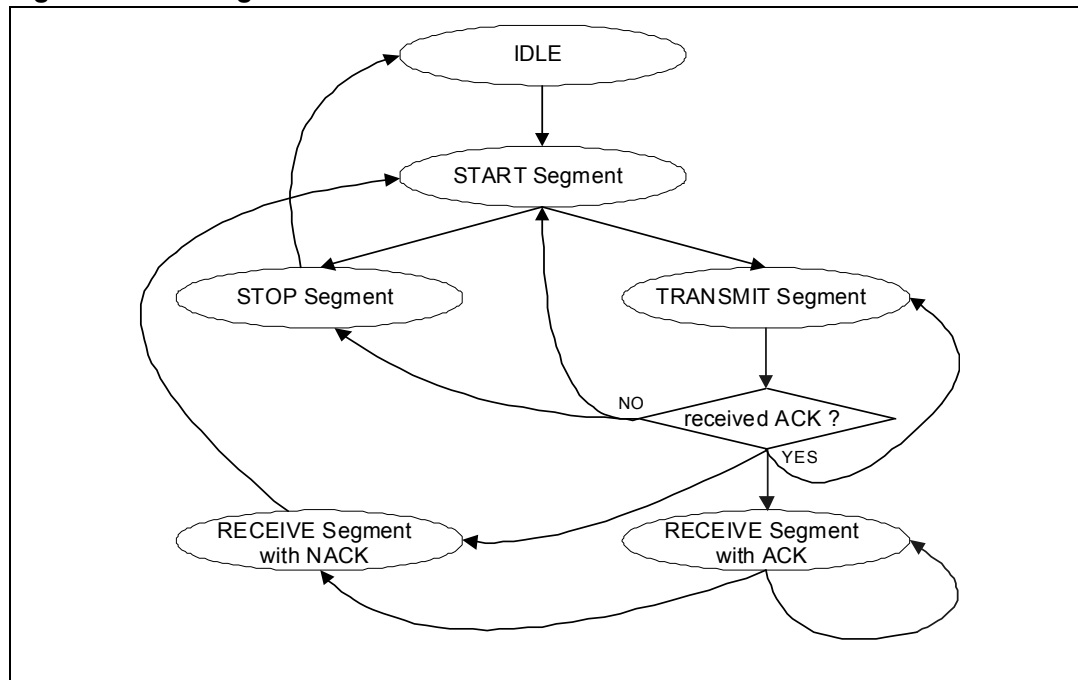 IDLE
START Segment
STOP Segment
TRANSMIT Segment
NO
received ACK ?
YES
RECEIVE Segment
with NACK
RECEIVE Segment
with ACK